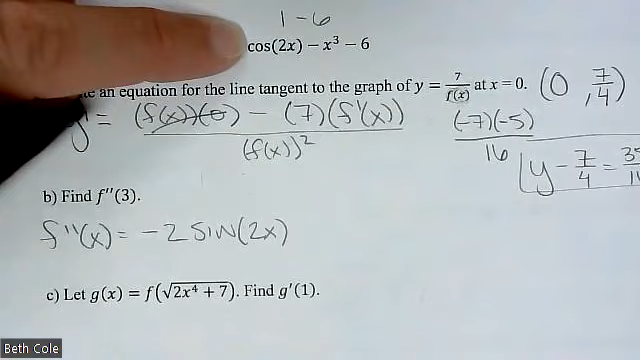 1 - 6
cos(2x) − x³ − 6
an equation for the line tangent to the graph of y = 7/f(x) at x = 0. (0, 7/4)
y' = ((f(x))(0) − (7)(f'(x)))/(f(x))² (-7)(-5)/16 y - 7/4 =
b) Find f''(3).
f''(x) = -2 SIN(2x)
c) Let g(x) = f(√(2x⁴ + 7)). Find g'(1).
Beth Cole